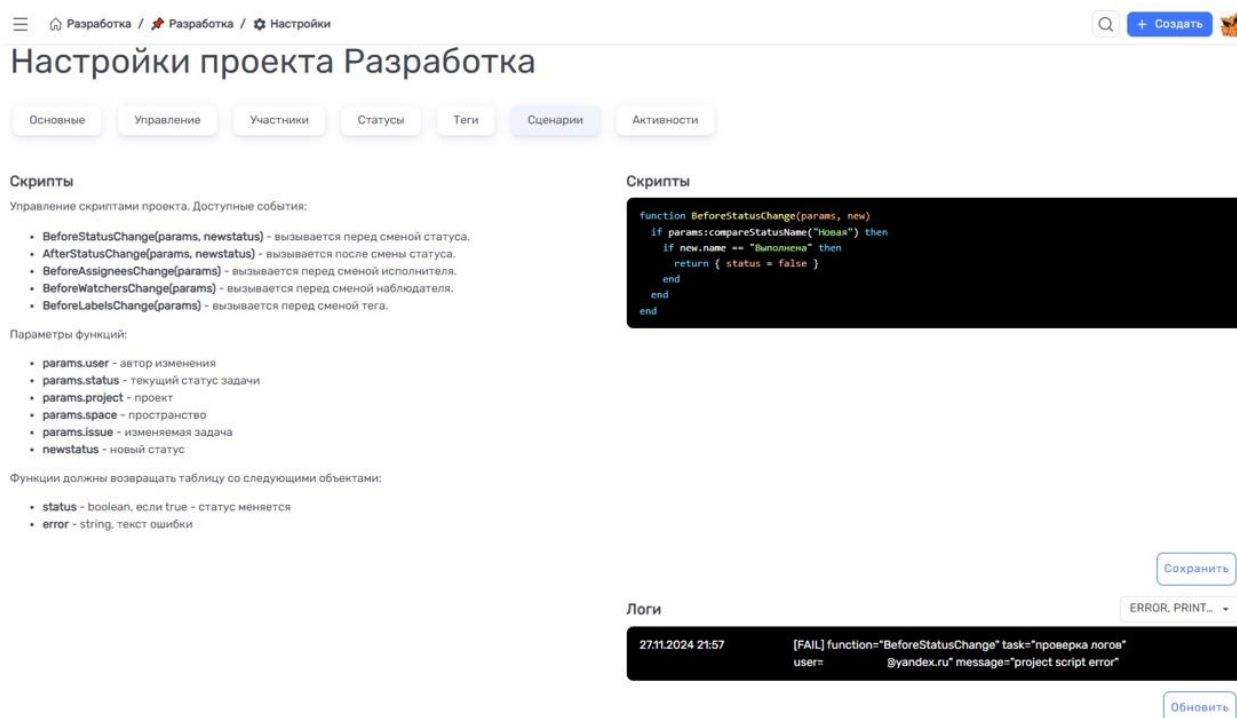 Разработка / Разработка / Настройки
+ Создать
Настройки проекта Разработка
Основные Управление Участники Статусы Теги Сценарии Активности
Скрипты
Управление скриптами проекта. Доступные события:
• BeforeStatusChange(params, newstatus) - вызывается перед сменой статуса.
• AfterStatusChange(params, newstatus) - вызывается после смены статуса.
• BeforeAssigneesChange(params) - вызывается перед сменой исполнителя.
• BeforeWatchersChange(params) - вызывается перед сменой наблюдателя.
• BeforeLabelsChange(params) - вызывается перед сменой тега.
Параметры функций:
• params.user - автор изменения
• params.status - текущий статус задачи
• params.project - проект
• params.space - пространство
• params.issue - изменяемая задача
• newstatus - новый статус
Функции должны возвращать таблицу со следующими объектами:
• status - boolean, если true - статус меняется
• error - string, текст ошибки
Скрипты
function BeforeStatusChange(params, new)
if params:compareStatusName("Новая") then
if new.name == "Выполнена" then
return { status = false }
end
end
end
Сохранить
Логи
ERROR, PRINT...
27.11.2024 21:57 [FAIL] function="BeforeStatusChange" task="проверка логов"
user= @yandex.ru" message="project script error"
Обновить